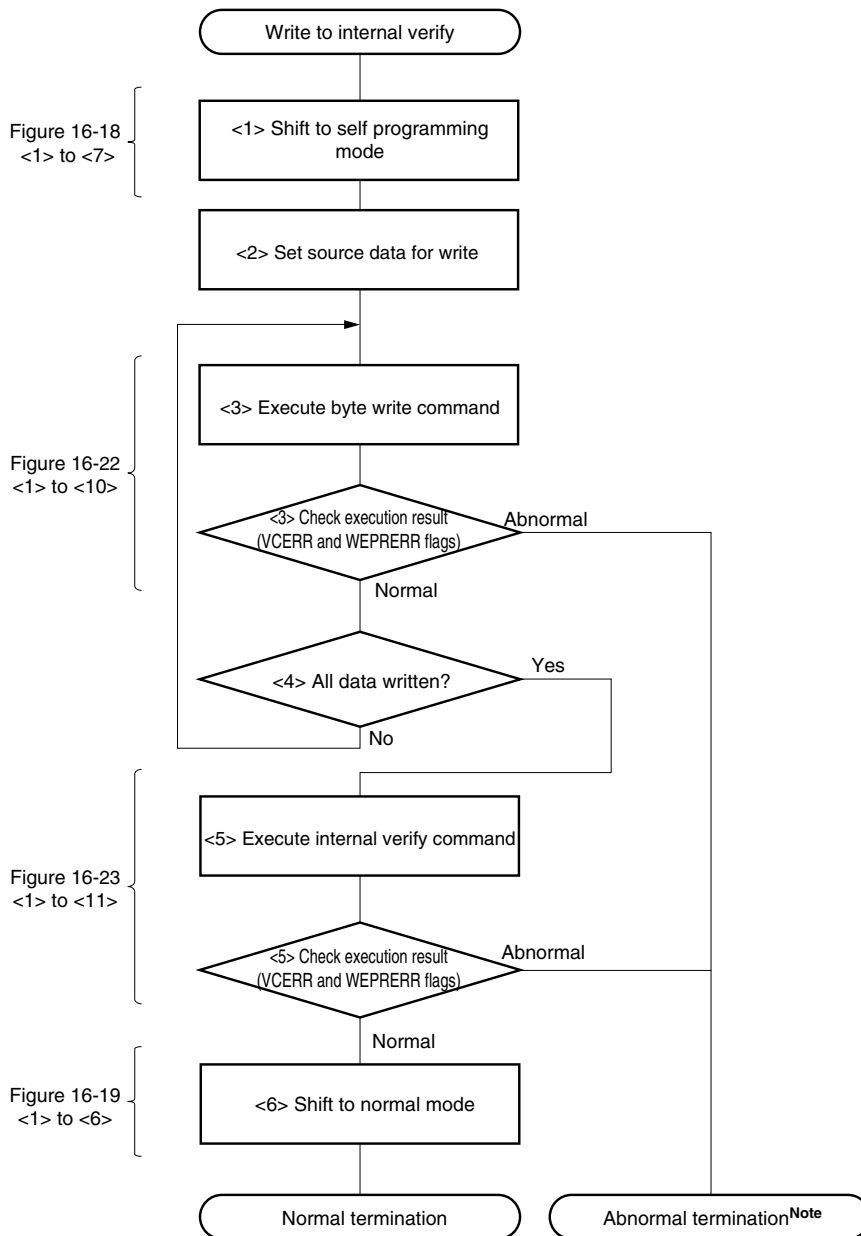 Write to internal verify
Figure 16-18
<1> to <7>
<1> Shift to self programming
mode
<2> Set source data for write
<3> Execute byte write command
Figure 16-22
<1> to <10>
<3> Check execution result
(VCERR and WEPRERR flags)
Abnormal
Normal
<4> All data written?
Yes
No
<5> Execute internal verify command
Figure 16-23
<1> to <11>
<5> Check execution result
(VCERR and WEPRERR flags)
Abnormal
Normal
Figure 16-19
<1> to <6>
<6> Shift to normal mode
Normal termination
Abnormal termination Note